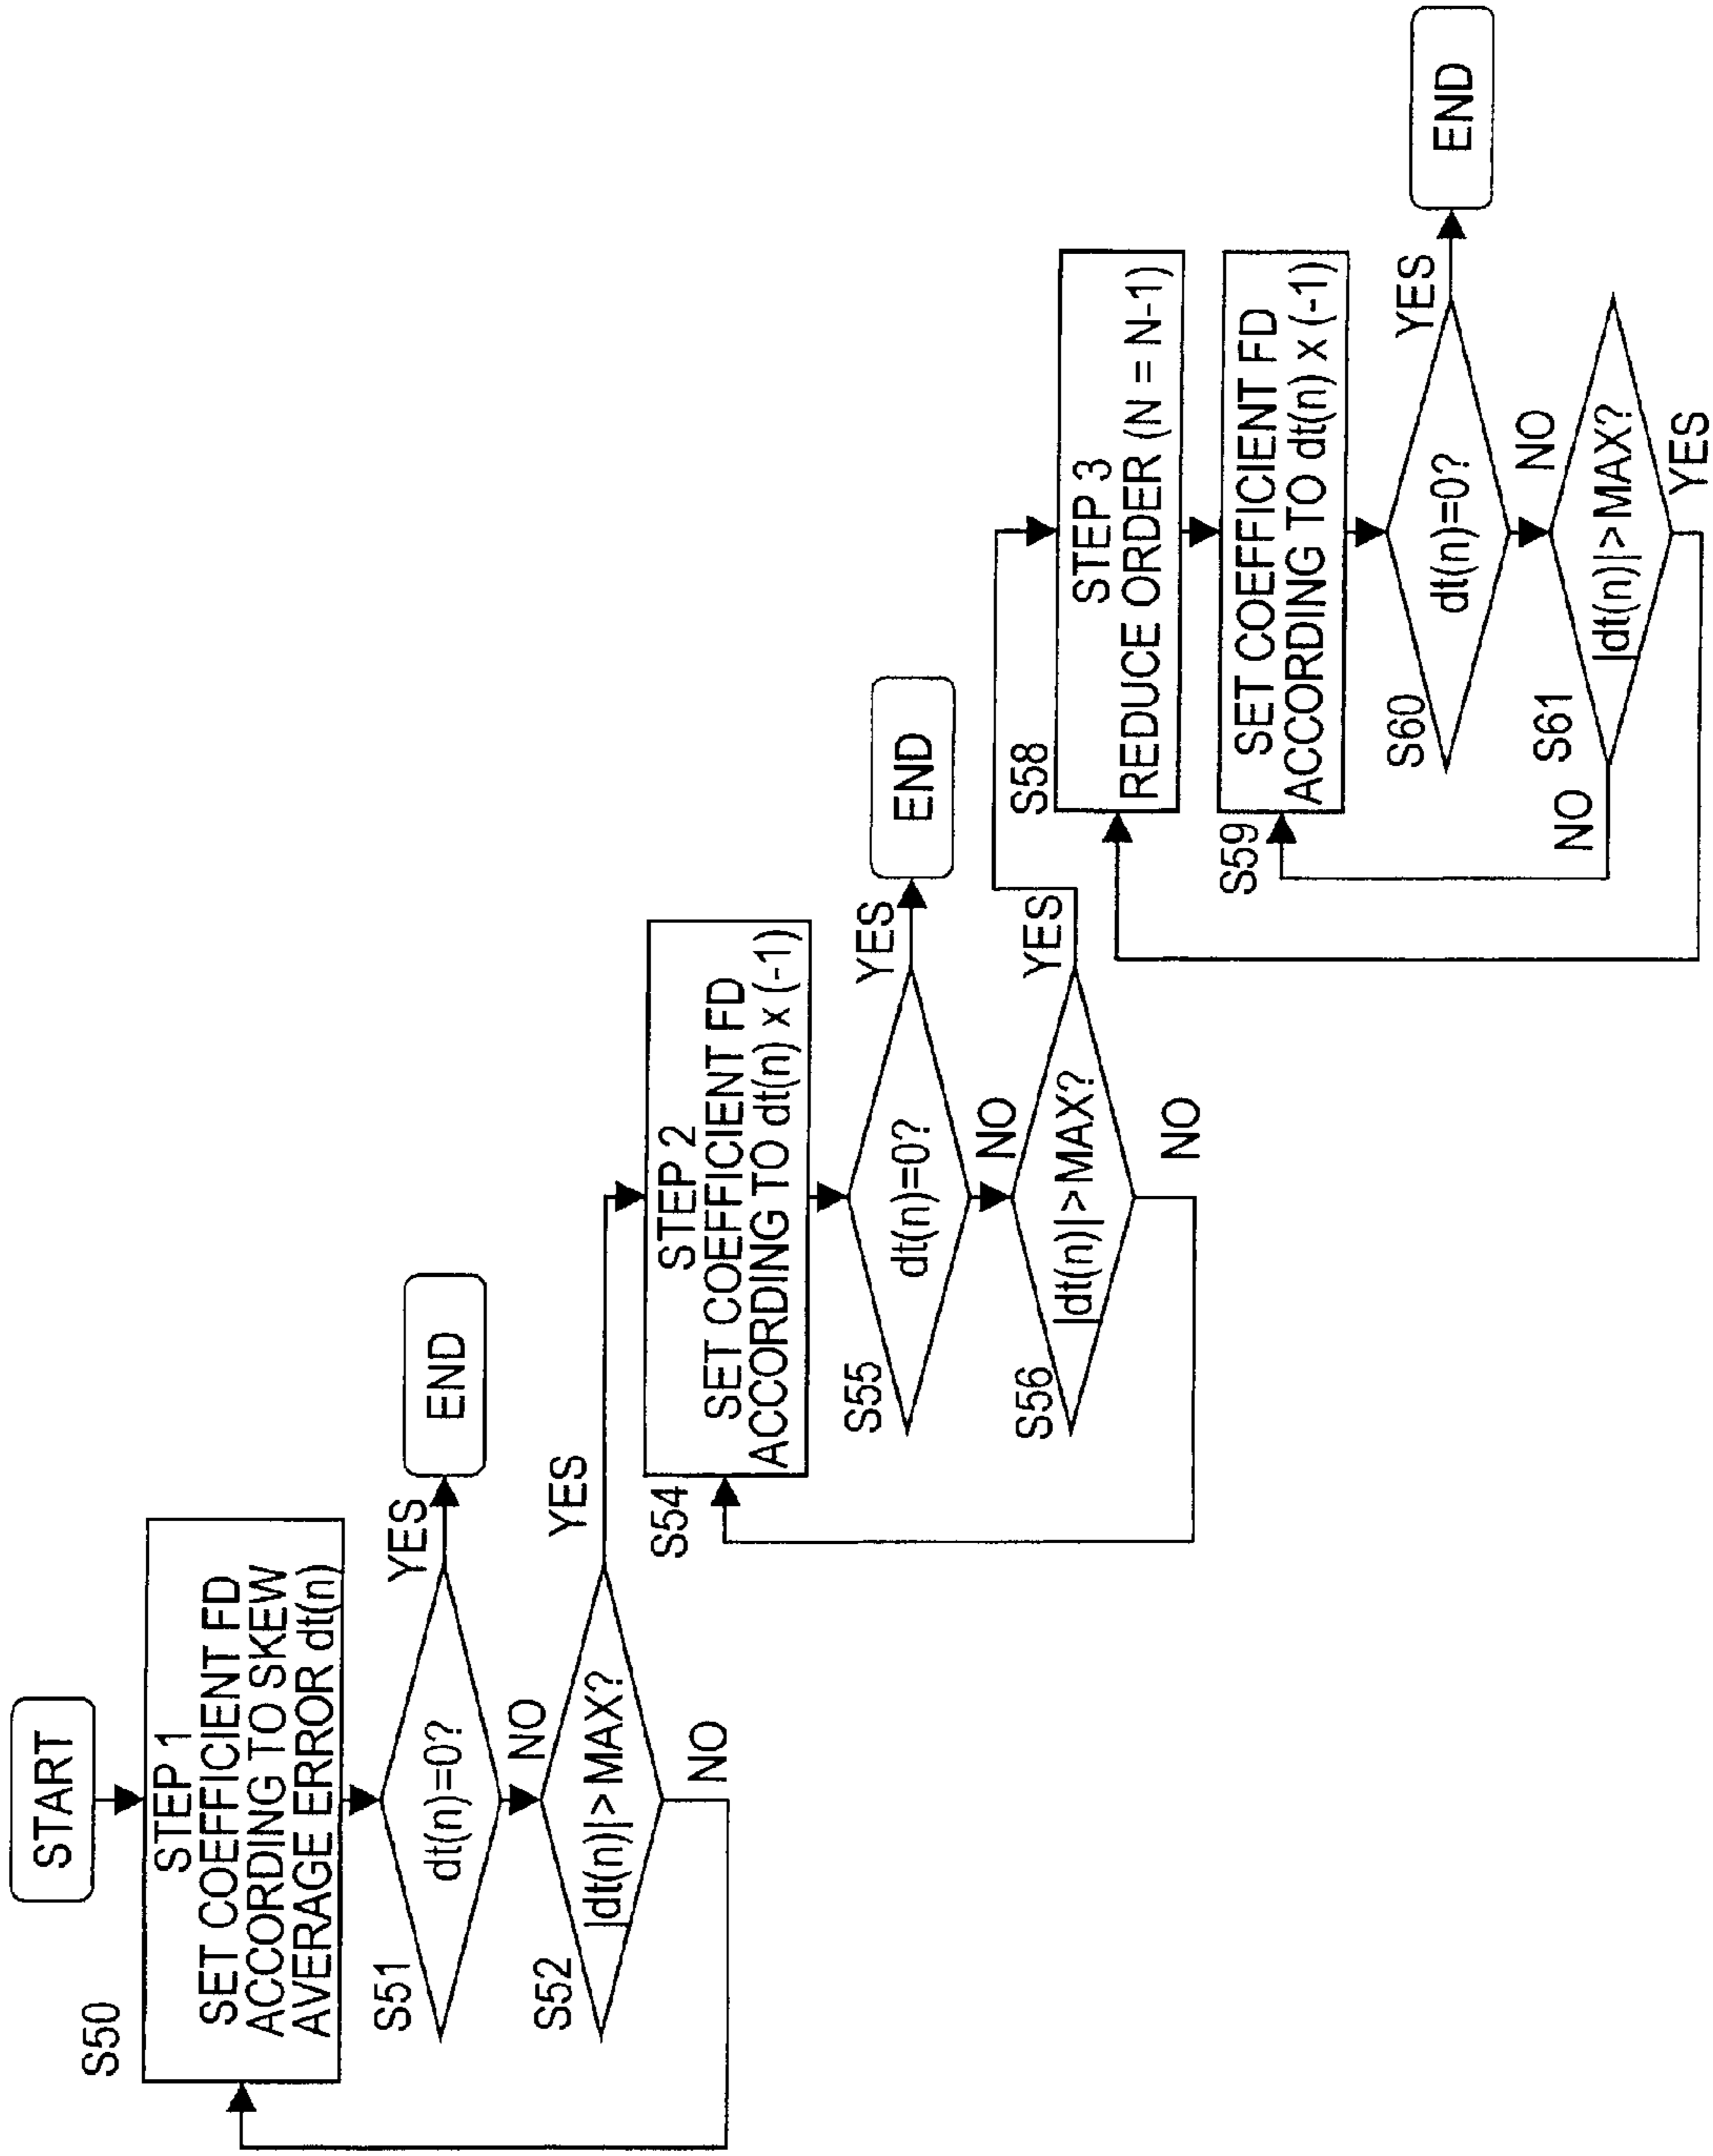 START
S50
STEP 1
SET COEFFICIENT FD
ACCORDING TO SKEW
AVERAGE ERROR dt(n)
S51
dt(n)=0?
YES
END
NO
S52
|dt(n)|>MAX?
YES
NO
S54
STEP 2
SET COEFFICIENT FD
ACCORDING TO dt(n) x (-1)
S55
dt(n)=0?
YES
END
NO
S56
|dt(n)|>MAX?
YES
NO
S58
STEP 3
REDUCE ORDER (N = N-1)
S59
SET COEFFICIENT FD
ACCORDING TO dt(n) x (-1)
S60
dt(n)=0?
YES
END
NO
S61
|dt(n)|>MAX?
NO
YES